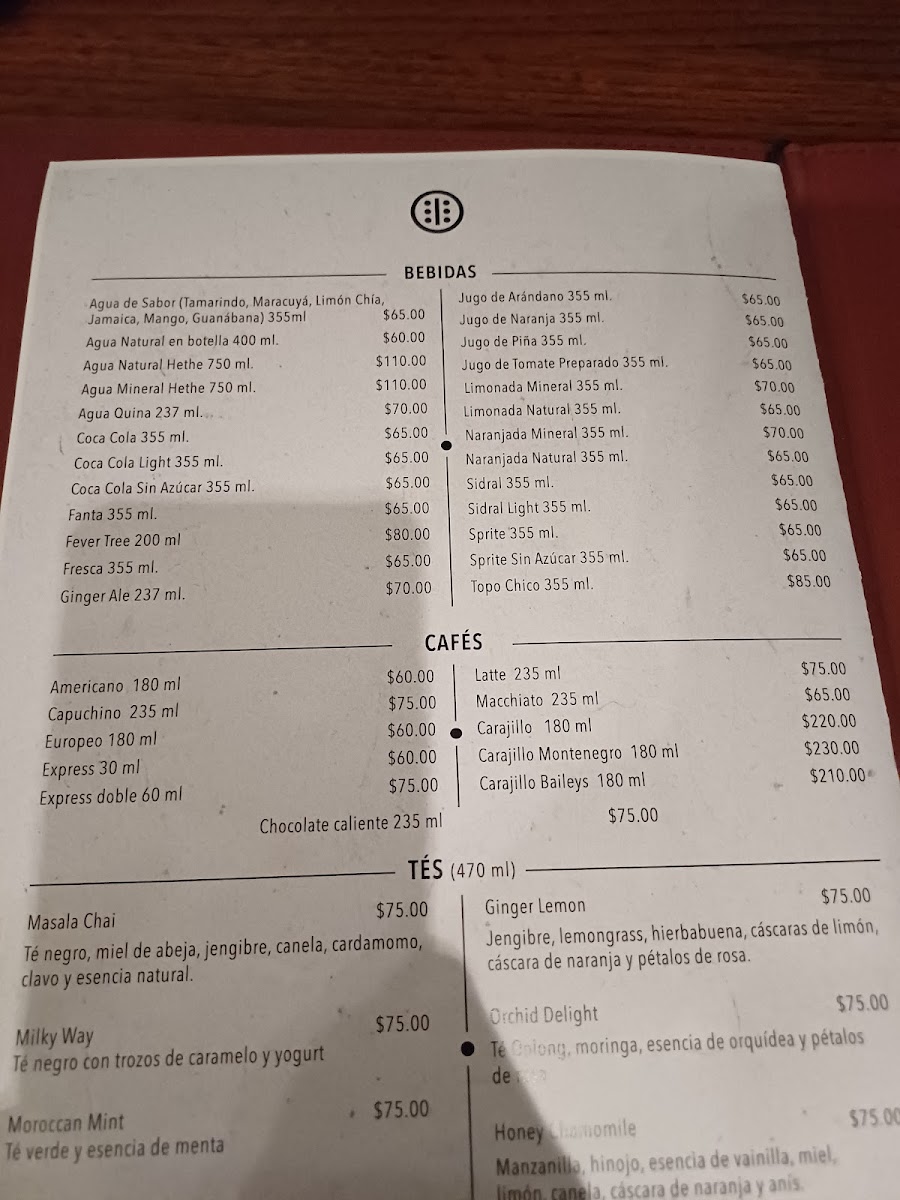 BEBIDAS
Agua de Sabor (Tamarindo, Maracuyá, Limón Chía,
Jamaica, Mango, Guanábana) 355ml $65.00
Agua Natural en botella 400 ml. $60.00
Agua Natural Hethe 750 ml. $110.00
Agua Mineral Hethe 750 ml. $110.00
Agua Quina 237 ml. $70.00
Coca Cola 355 ml. $65.00
Coca Cola Light 355 ml. $65.00
Coca Cola Sin Azúcar 355 ml. $65.00
Fanta 355 ml. $65.00
Fever Tree 200 ml $80.00
Fresca 355 ml. $65.00
Ginger Ale 237 ml. $70.00
Jugo de Arándano 355 ml. $65.00
Jugo de Naranja 355 ml. $65.00
Jugo de Piña 355 ml. $65.00
Jugo de Tomate Preparado 355 ml. $65.00
Limonada Mineral 355 ml. $70.00
Limonada Natural 355 ml. $65.00
Naranjada Mineral 355 ml. $70.00
Naranjada Natural 355 ml. $65.00
Sidral 355 ml. $65.00
Sidral Light 355 ml. $65.00
Sprite 355 ml. $65.00
Sprite Sin Azúcar 355 ml. $65.00
Topo Chico 355 ml. $85.00
CAFÉS
Americano 180 ml $60.00
Capuchino 235 ml $75.00
Europeo 180 ml $60.00
Express 30 ml $60.00
Express doble 60 ml $75.00
Latte 235 ml $75.00
Macchiato 235 ml $65.00
Carajillo 180 ml $220.00
Carajillo Montenegro 180 ml $230.00
Carajillo Baileys 180 ml $210.00
Chocolate caliente 235 ml $75.00
TÉS (470 ml)
Masala Chai $75.00
Té negro, miel de abeja, jengibre, canela, cardamomo,
clavo y esencia natural.
Milky Way $75.00
Té negro con trozos de caramelo y yogurt
Moroccan Mint $75.00
Té verde y esencia de menta
Ginger Lemon $75.00
Jengibre, lemongrass, hierbabuena, cáscaras de limón,
cáscara de naranja y pétalos de rosa.
Orchid Delight $75.00
Té Oolong, moringa, esencia de orquídea y pétalos
de
Honey Chamomile $75.00
Manzanilla, hinojo, esencia de vainilla, miel,
limón, canela, cáscara de naranja y anís.